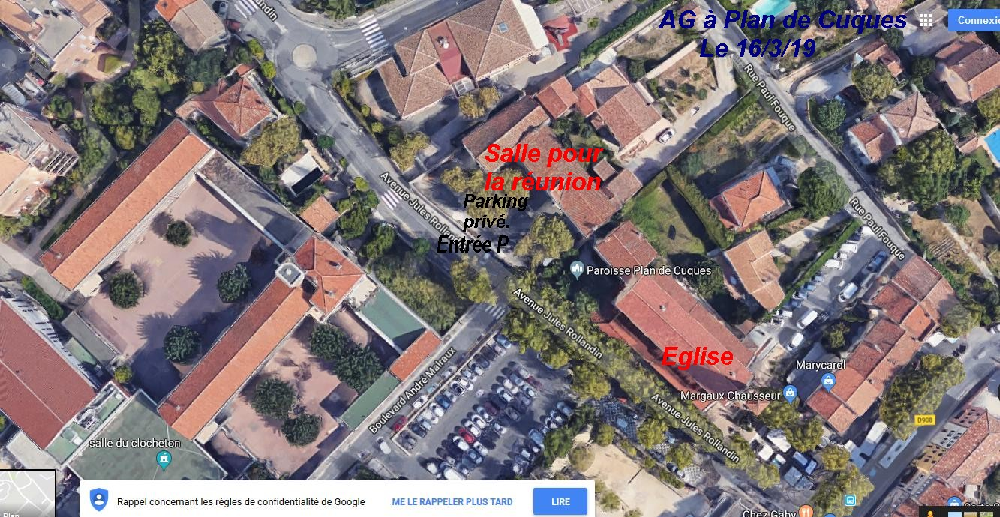 AG à Plan de Cuques
Le 16/3/19
Connexi
andin
Rue Paul Fouque
Salle pour
la réunion
Avenue Jules Rollandin
Parking
privé.
Entrée P
Rue Paul Fouque
Paroisse Plan de Cuques
Avenue Jules Rollandin
Eglise
Marycarol
Boulevard André Malraux
Margaux Chausseur
Avenue Jules Rollandin
D908
salle du clocheton
Rappel concernant les règles de confidentialité de Google
ME LE RAPPELER PLUS TARD
LIRE
Chez Gaby
Plan